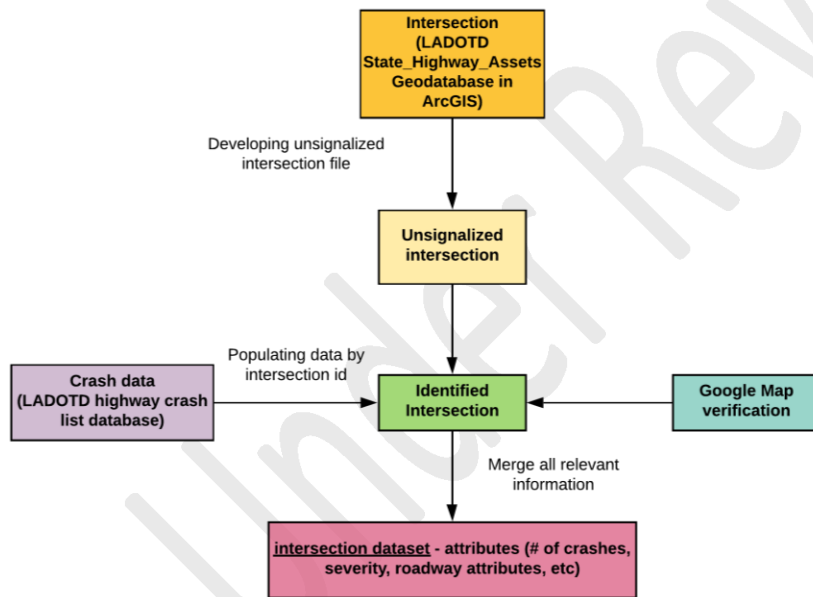 Intersection
(LADOTD
State_Highway_Assets
Geodatabase in
ArcGIS)
Developing unsignalized
intersection file
Unsignalized
intersection
Populating data by
intersection id
Crash data
(LADOTD highway crash
list database)
Identified
Intersection
Google Map
verification
Merge all relevant
information
intersection dataset - attributes (# of crashes,
severity, roadway attributes, etc)
Under Rev